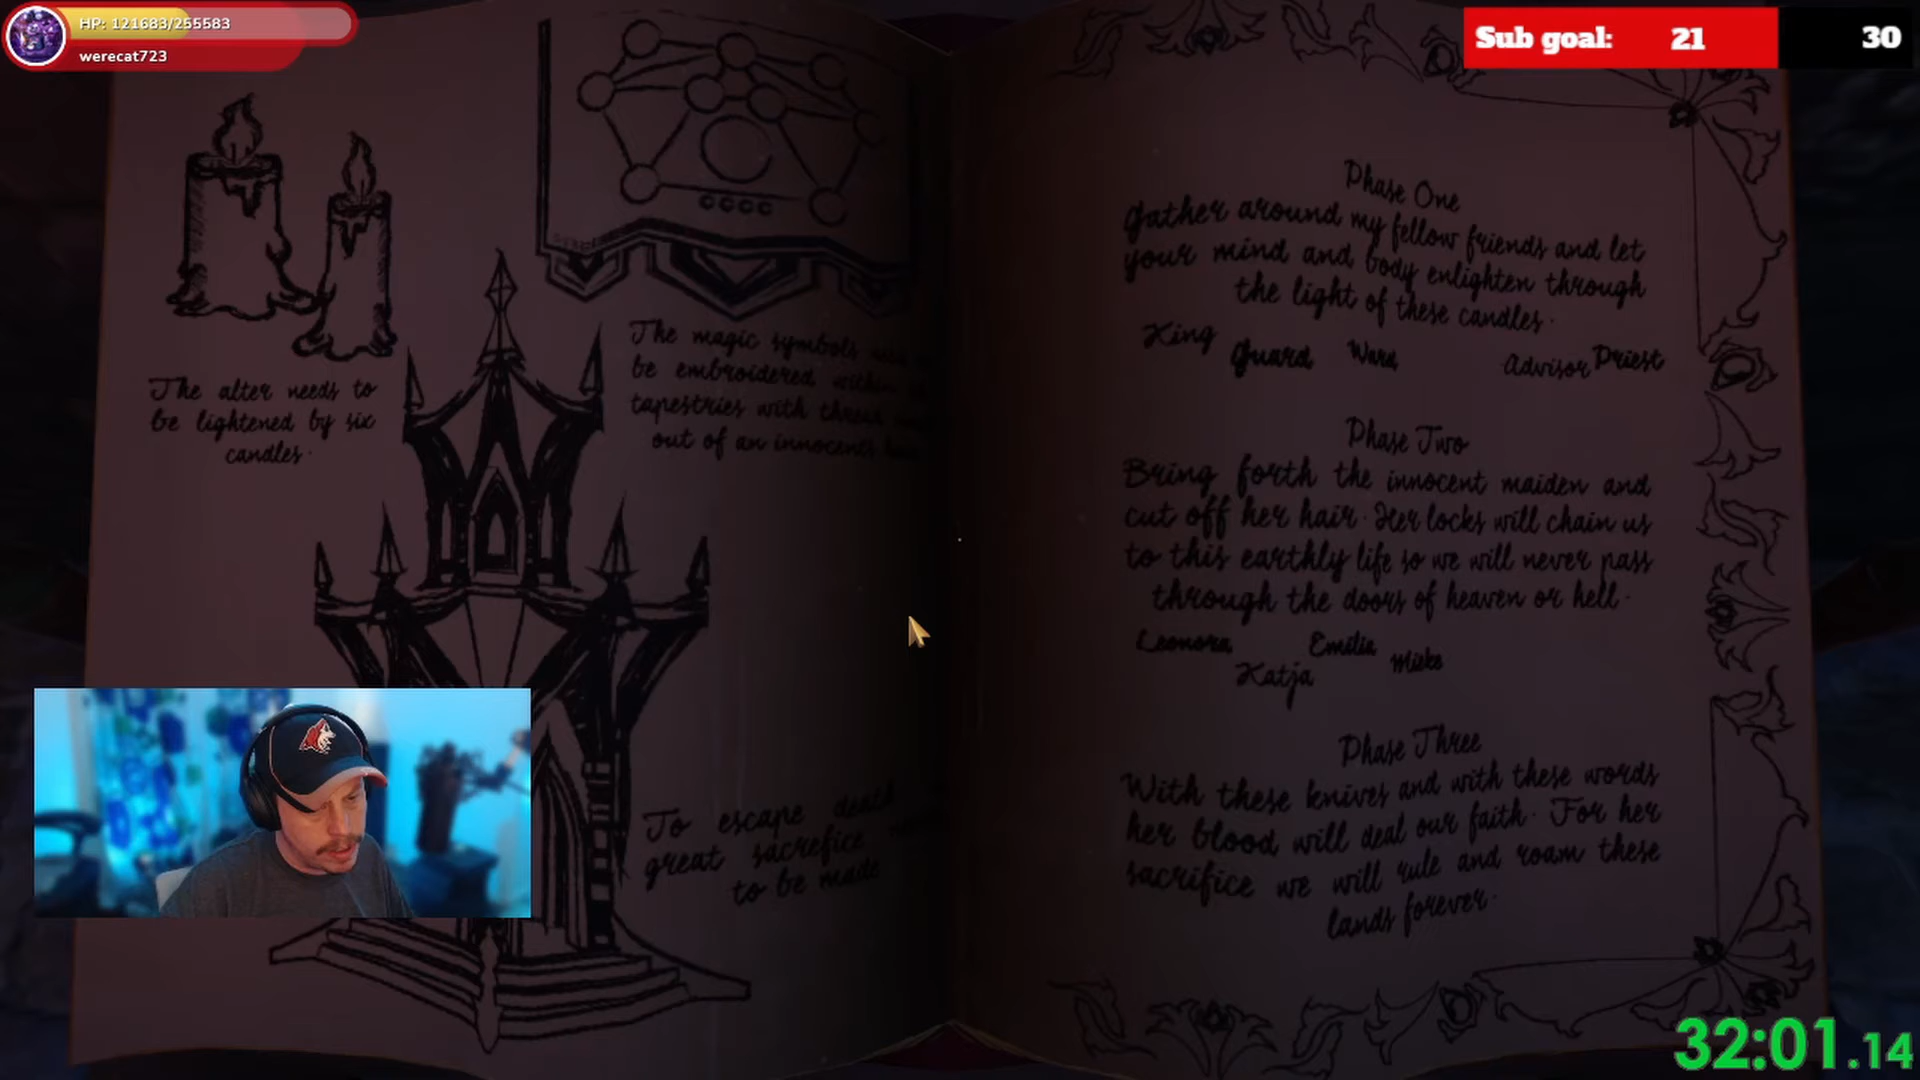 HP: 121683/255583
werecat723
Sub goal: 21 30
The alter needs to
be lightened by six
candles.
The magic symbols
be embroidered within
tapestries with
out of an innocents
To escape death
great sacrefice
to be made
Phase One
Gather around my fellow friends and let
your mind and body enlighten through
the light of these candles.
King Guard Ward Advisor Priest
Phase Two
Bring forth the innocent maiden and
cut off her hair. Her locks will chain us
to this earthly life so we will never pass
through the doors of heaven or hell.
Leonora Emilia
Katja Mieke
Phase Three
With these knives and with these words
her blood will deal our faith. For her
sacrifice we will rule and roam these
lands forever.
32:01.14